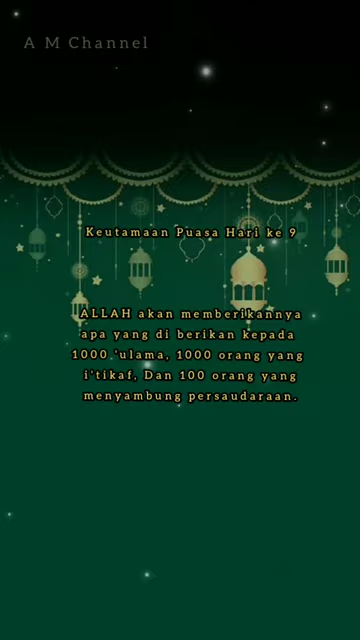 A M Channel
Keutamaan Puasa Hari ke 9
ALLAH akan memberikannya
apa yang di berikan kepada
1000 'ulama, 1000 orang yang
i'tikaf, Dan 100 orang yang
menyambung persaudaraan.